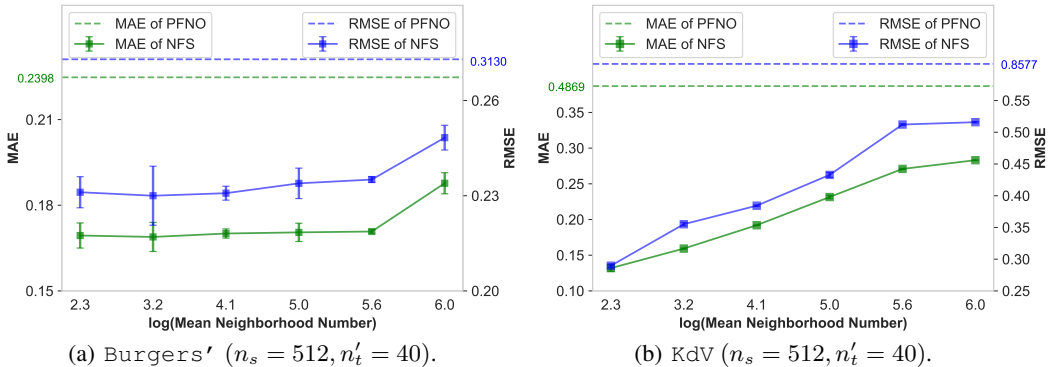 MAE of PFNO
MAE of NFS
RMSE of PFNO
RMSE of NFS
0.2398
0.3130
0.21
0.18
0.15
MAE
0.26
0.23
0.20
RMSE
2.3 3.2 4.1 5.0 5.6 6.0
log(Mean Neighborhood Number)
(a) Burgers' (n_s = 512, n'_t = 40).
MAE of PFNO
MAE of NFS
RMSE of PFNO
RMSE of NFS
0.4869
0.8577
0.35
0.30
0.25
0.20
0.15
0.10
MAE
0.55
0.50
0.45
0.40
0.35
0.30
0.25
RMSE
2.3 3.2 4.1 5.0 5.6 6.0
log(Mean Neighborhood Number)
(b) KdV (n_s = 512, n'_t = 40).